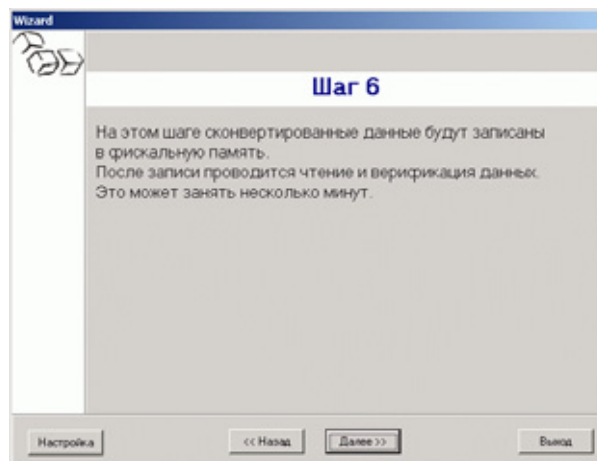 Wizard
Шаг 6
На этом шаге сконвертированные данные будут записаны
в фискальную память.
После записи проводится чтение и верификация данных.
Это может занять несколько минут.
Настройка
<< Назад
Далее >>
Выход